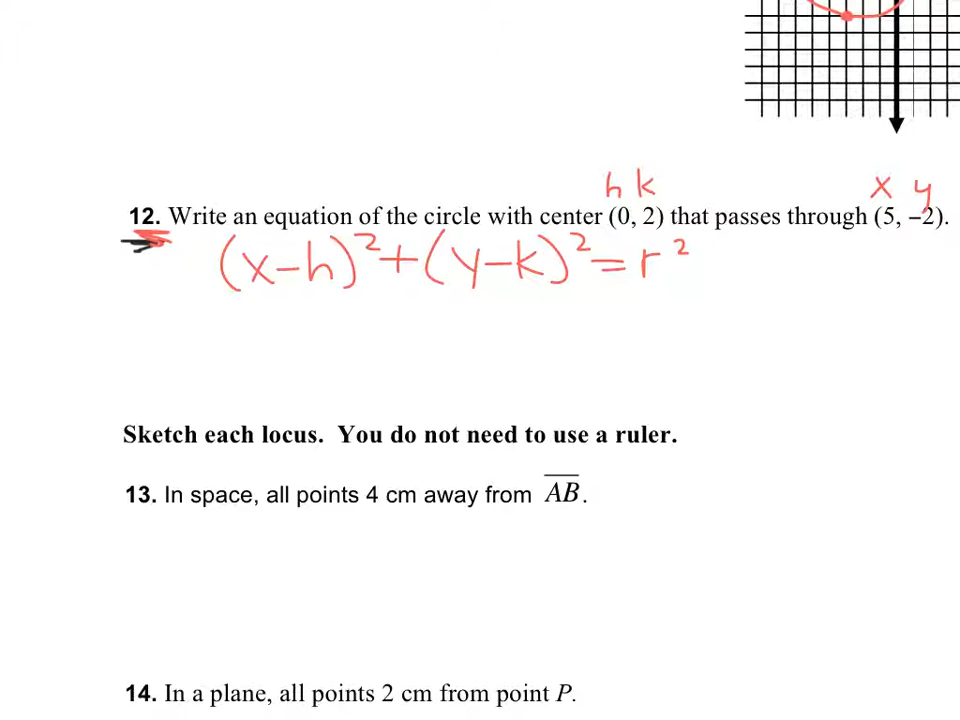 h k x y
12. Write an equation of the circle with center (0, 2) that passes through (5, –2).
(x-h)²+(y-k)²=r²
Sketch each locus. You do not need to use a ruler.
13. In space, all points 4 cm away from A̅B̅.
14. In a plane, all points 2 cm from point P.